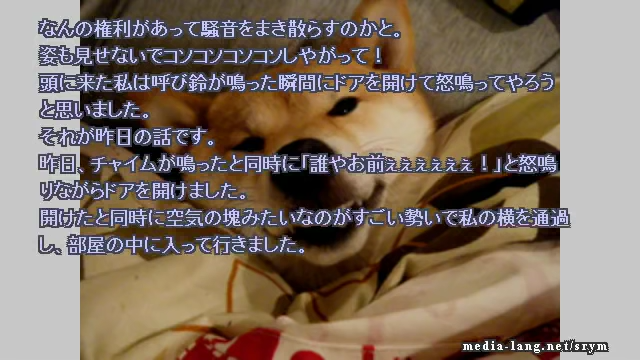 なんの権利があって騒音をまき散らすのかと。
姿も見せないでコソコソコソコソしやがって！
頭に来た私は呼び鈴が鳴った瞬間にドアを開けて怒鳴ってやろう
と思いました。
それが昨日の話です。
昨日、チャイムが鳴ったと同時に「誰やお前ぇぇぇぇぇぇ！」と怒鳴
りながらドアを開けました。
開けたと同時に空気の塊みたいなのがすごい勢いで私の横を通過
し、部屋の中に入って行きました。
media-lang.net/srym